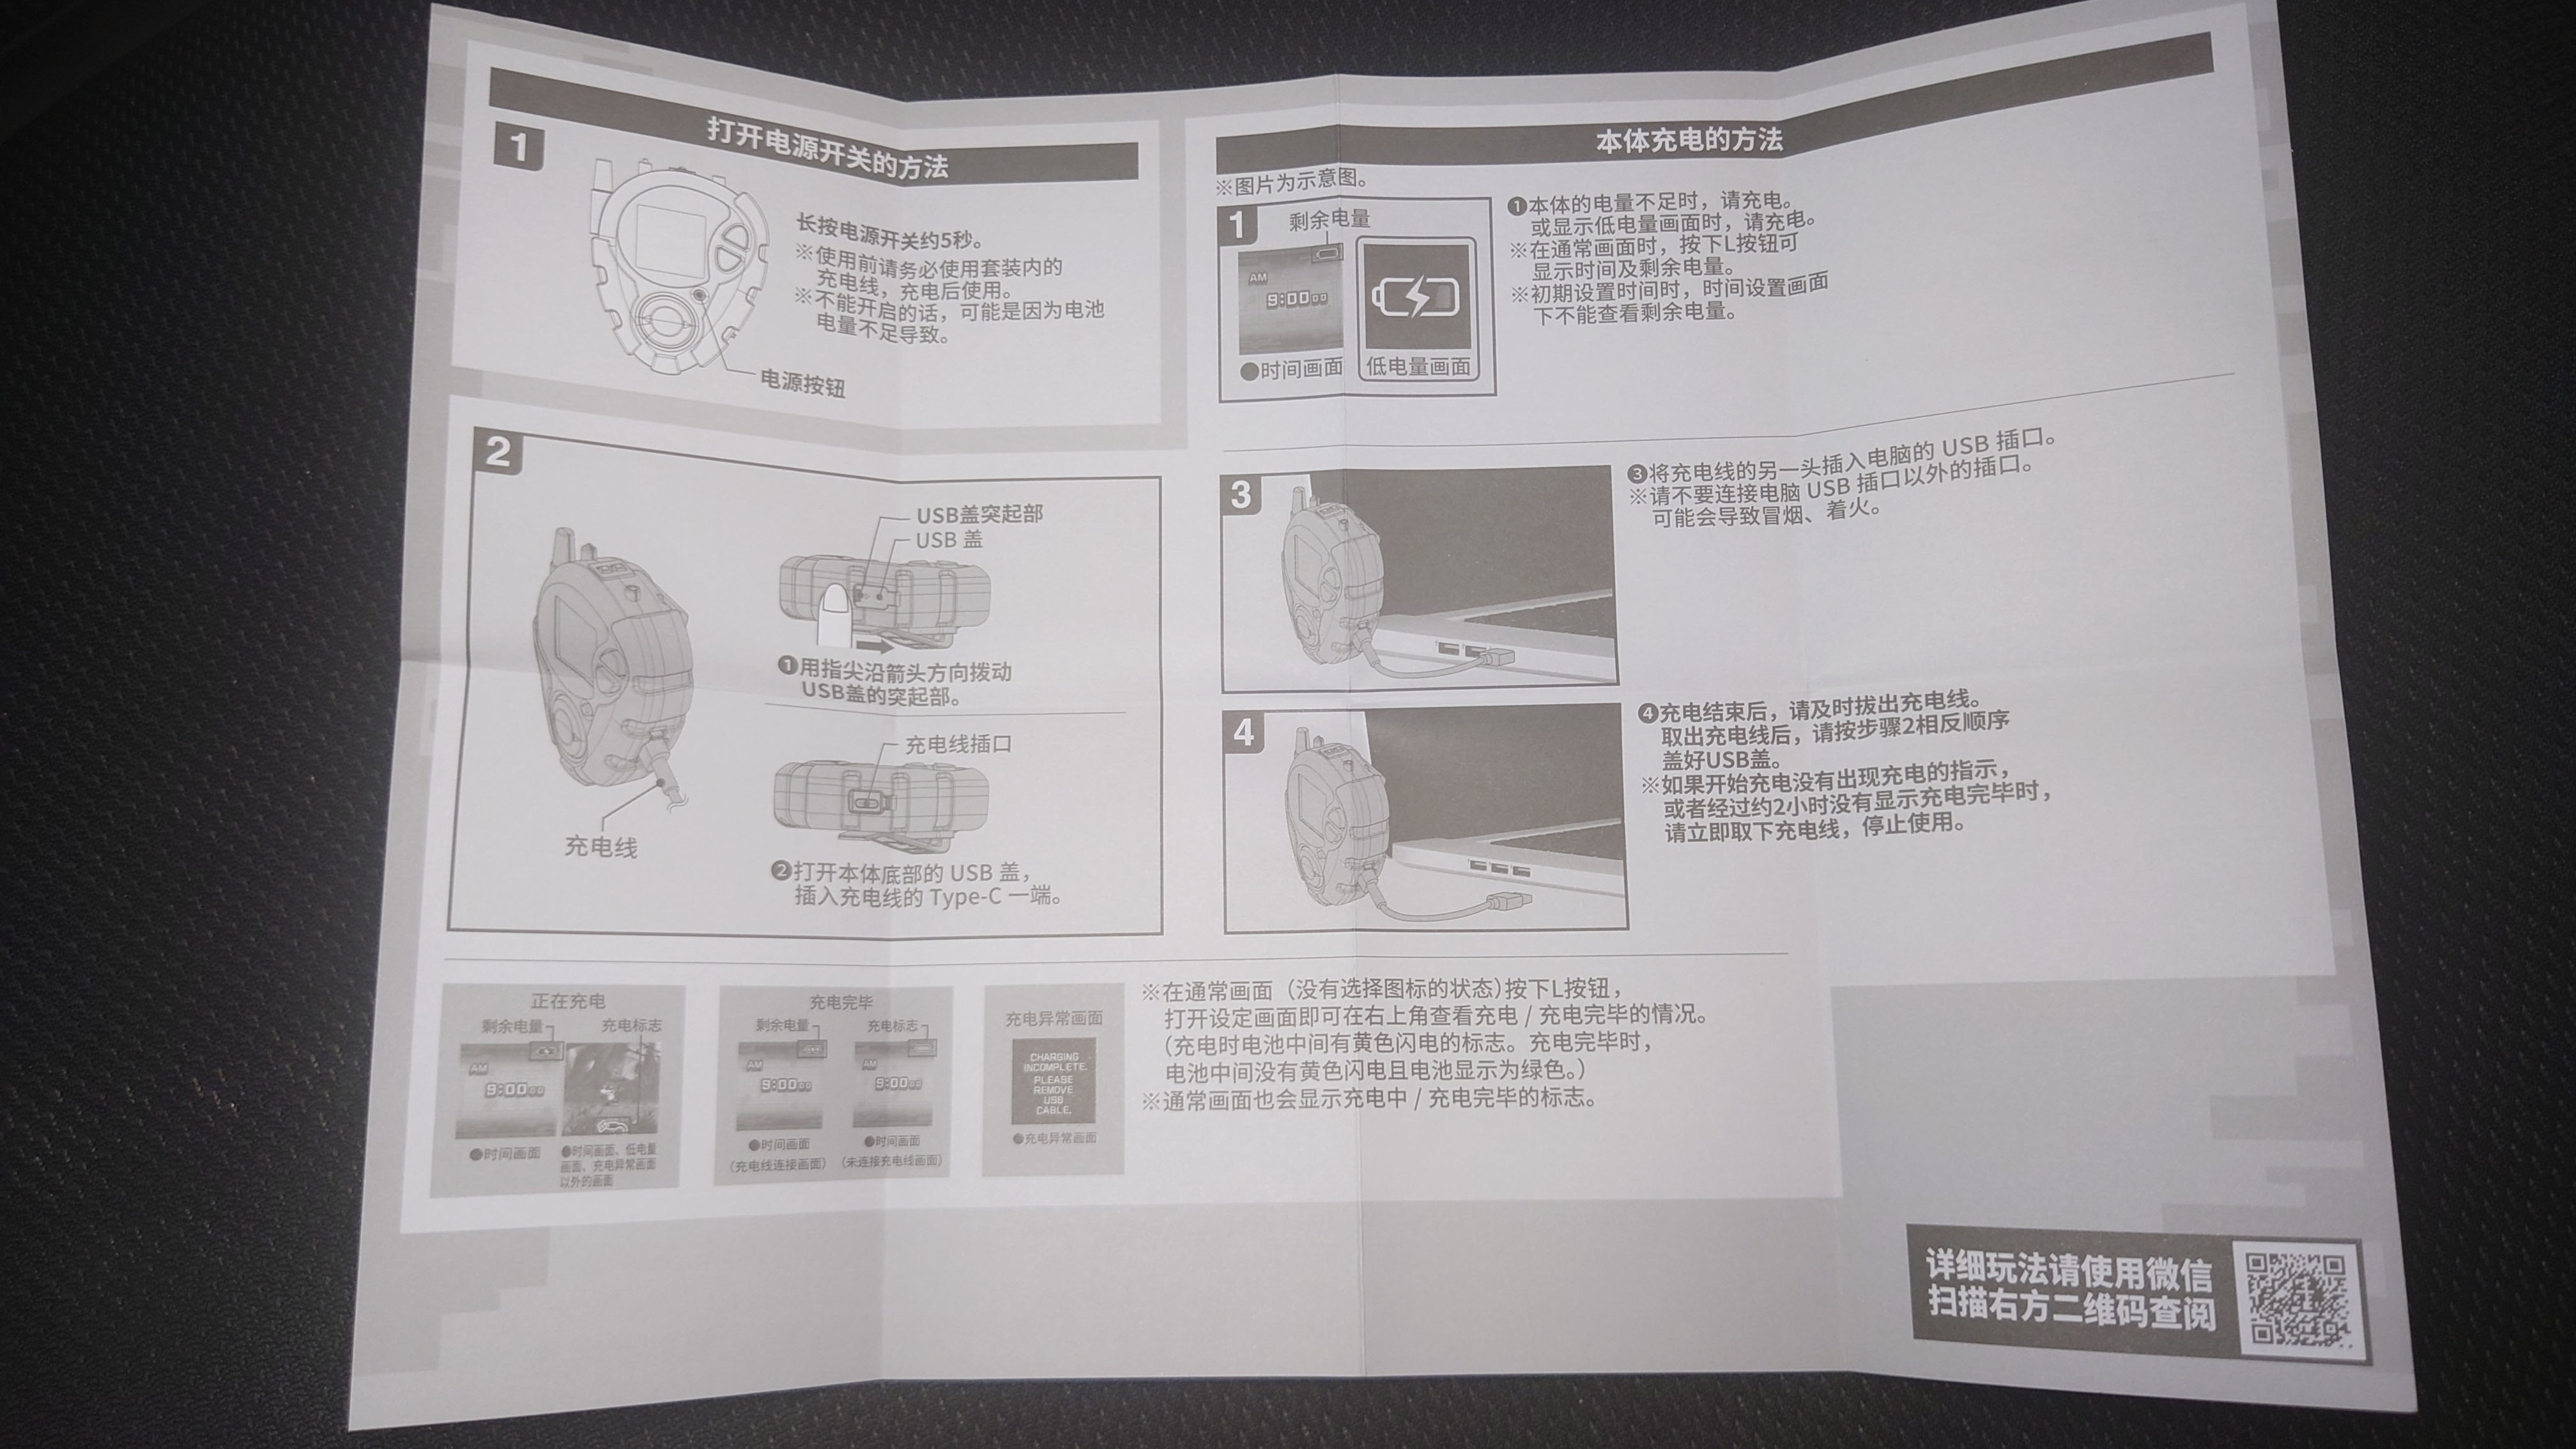 打开电源开关的方法
1
长按电源开关约5秒。
※使用前请务必使用套装内的
充电线，充电后使用。
※不能开启的话，可能是因为电池
电量不足导致。
电源按钮
本体充电的方法
※图片为示意图。
1
剩余电量
AM
9:0000
●时间画面
低电量画面
❶本体的电量不足时，请充电。
或显示低电量画面时，请充电。
※在通常画面时，按下L按钮可
显示时间及剩余电量。
※初期设置时间时，时间设置画面
下不能查看剩余电量。
2
USB盖突起部
USB 盖
❶用指尖沿箭头方向拨动
USB盖的突起部。
充电线插口
充电线
❷打开本体底部的 USB 盖，
插入充电线的 Type-C 一端。
3
❸将充电线的另一头插入电脑的 USB 插口。
※请不要连接电脑 USB 插口以外的插口。
可能会导致冒烟、着火。
4
❹充电结束后，请及时拔出充电线。
取出充电线后，请按步骤2相反顺序
盖好USB盖。
※如果开始充电没有出现充电的指示，
或者经过约2小时没有显示充电完毕时，
请立即取下充电线，停止使用。
正在充电
剩余电量
充电标志
AM
9:0000
●时间画面
●时间画面、低电量
画面、充电异常画面
以外的画面
充电完毕
剩余电量
充电标志
AM
9:0000
AM
9:0000
●时间画面
（充电线连接画面）
●时间画面
（未连接充电线画面）
充电异常画面
CHARGING
INCOMPLETE.
PLEASE
REMOVE
USB
CABLE.
●充电异常画面
※在通常画面（没有选择图标的状态）按下L按钮，
打开设定画面即可在右上角查看充电 / 充电完毕的情况。
（充电时电池中间有黄色闪电的标志。充电完毕时，
电池中间没有黄色闪电且电池显示为绿色。）
※通常画面也会显示充电中 / 充电完毕的标志。
详细玩法请使用微信
扫描右方二维码查阅